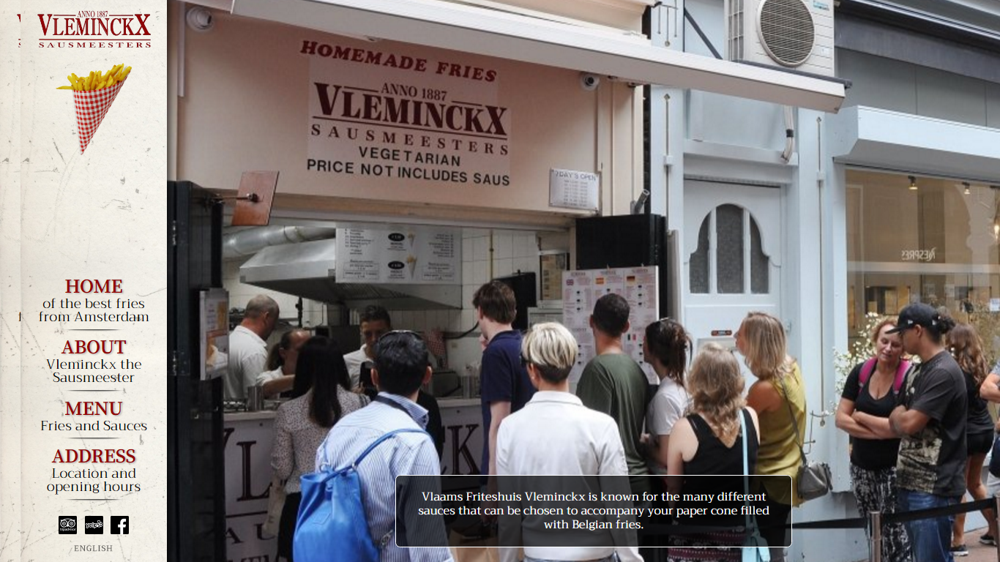 ANNO 1887
VLEMINCKX
SAUSMEESTERS
HOME
of the best fries
from Amsterdam
ABOUT
Vleminckx the
Sausmeester
MENU
Fries and Sauces
ADDRESS
Location and
opening hours
tripadvisor
yelp
f
ENGLISH
HOMEMADE FRIES
ANNO 1887
VLEMINCKX
SAUSMEESTERS
VEGETARIAN
PRICE NOT INCLUDES SAUS
7DAY'S OPEN
Vlaams Friteshuis Vleminckx is known for the many different
sauces that can be chosen to accompany your paper cone filled
with Belgian fries.